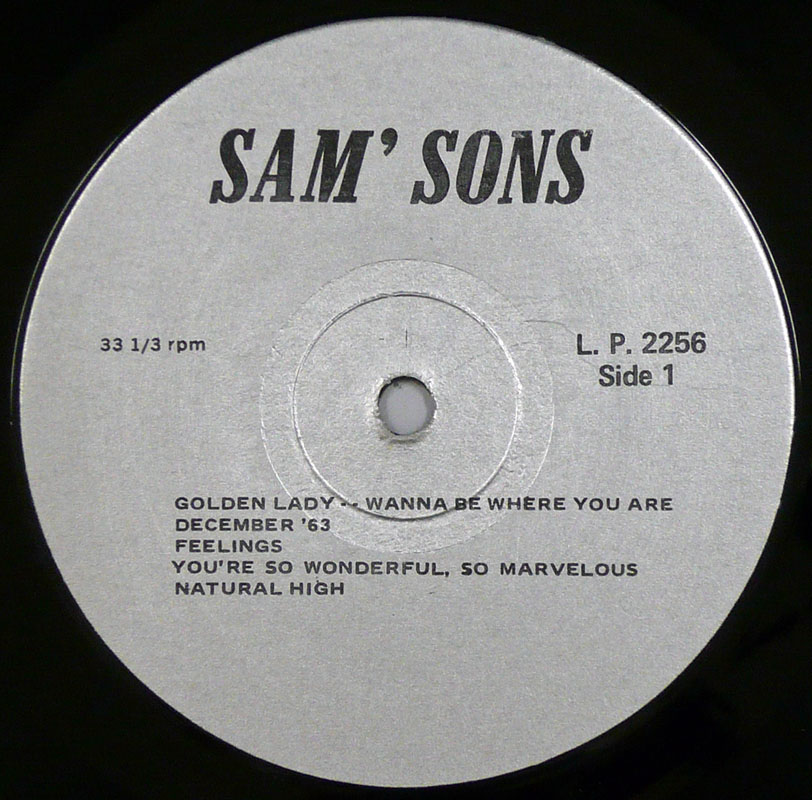 SAM' SONS
33 1/3 rpm
L. P. 2256
Side 1
GOLDEN LADY -- WANNA BE WHERE YOU ARE
DECEMBER '63
FEELINGS
YOU'RE SO WONDERFUL, SO MARVELOUS
NATURAL HIGH